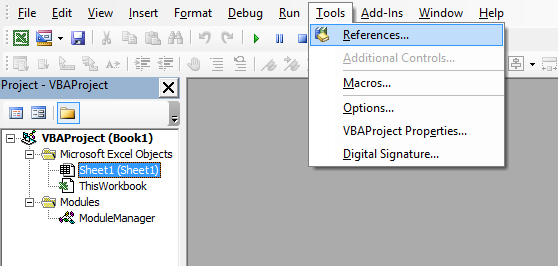 File Edit View Insert Format Debug Run Tools Add-Ins Window Help
References...
Additional Controls...
Macros...
Options...
VBAProject Properties...
Digital Signature...
Project - VBAProject
VBAProject (Book1)
Microsoft Excel Objects
Sheet1 (Sheet1)
ThisWorkbook
Modules
ModuleManager